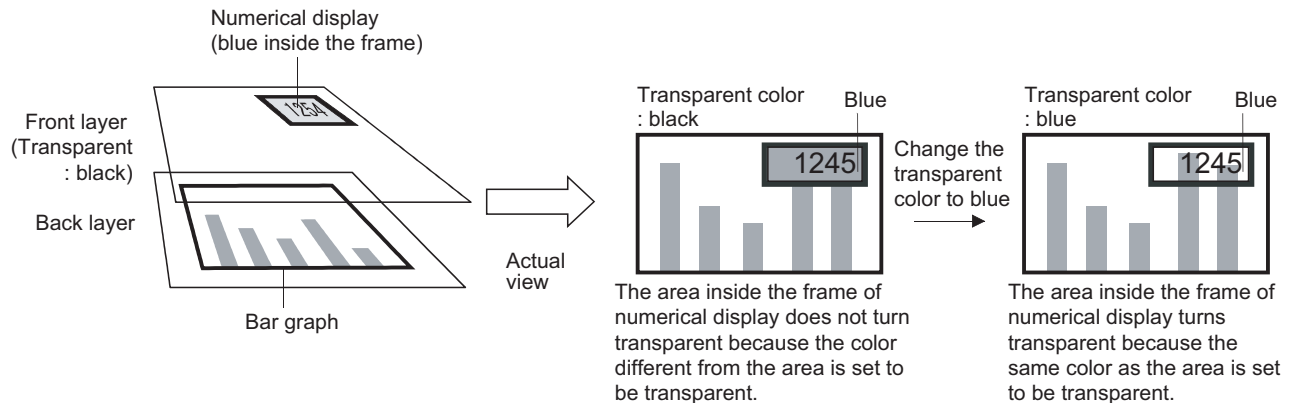 Numerical display
(blue inside the frame)
1254
Front layer
(Transparent
: black)
Back layer
Bar graph
Actual
view
Transparent color
: black
Blue
1245
The area inside the frame of
numerical display does not turn
transparent because the color
different from the area is set to
be transparent.
Change the
transparent
color to blue
Transparent color
: blue
Blue
1245
The area inside the frame of
numerical display turns
transparent because the
same color as the area is set
to be transparent.